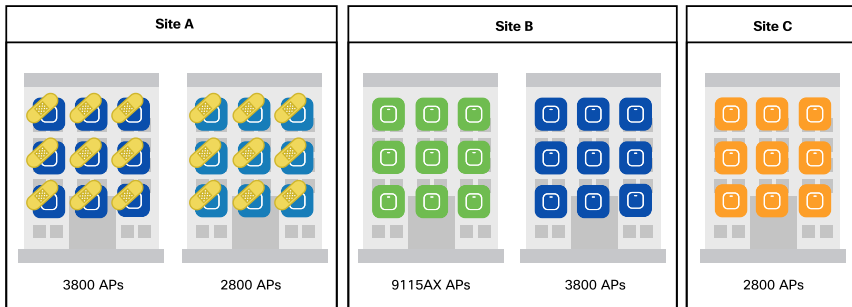 Site A
Site B
Site C
3800 APs
2800 APs
9115AX APs
3800 APs
2800 APs